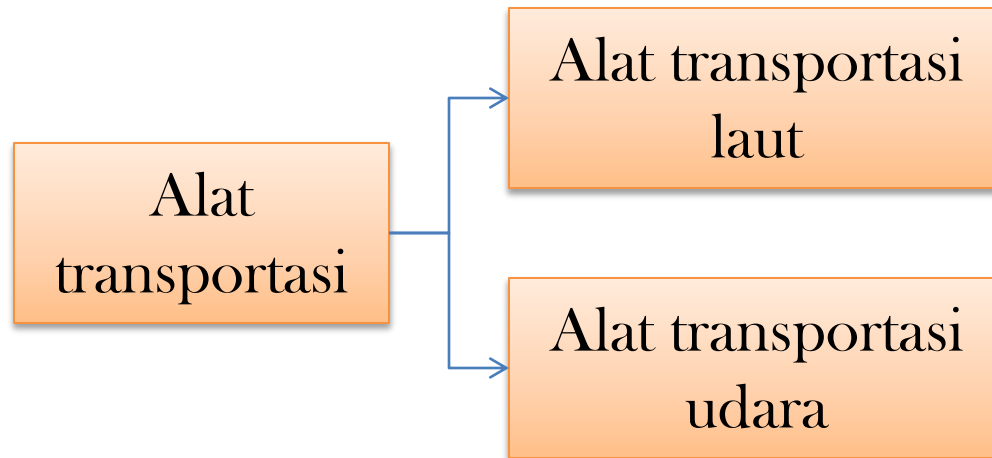 Alat
transportasi
Alat transportasi
laut
Alat transportasi
udara